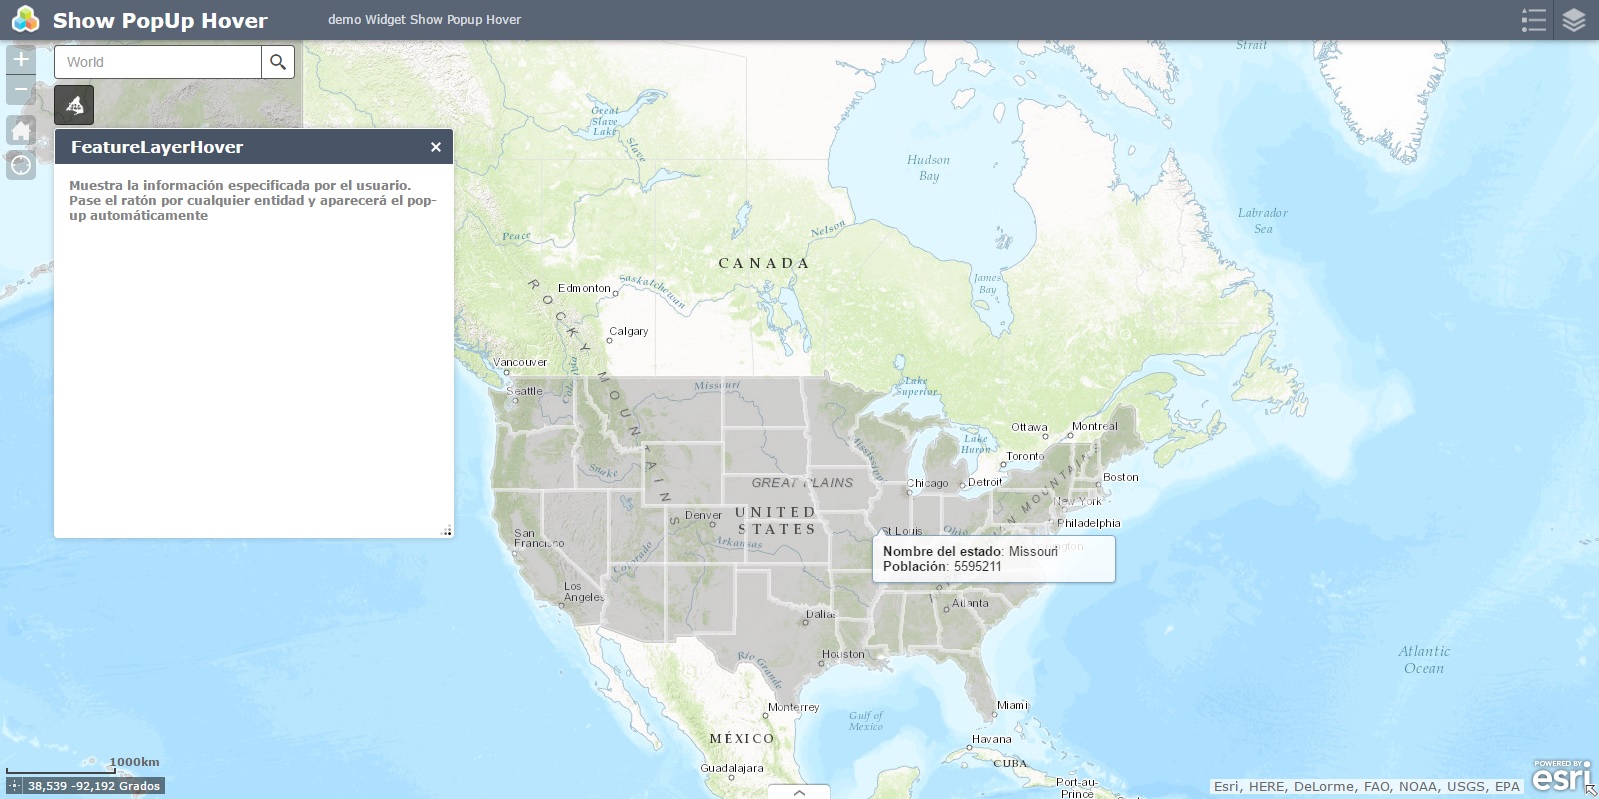 Show PopUp Hover
demo Widget Show Popup Hover
World
FeatureLayerHover
Muestra la información especificada por el usuario.
Pase el ratón por cualquier entidad y aparecerá el pop-
up automáticamente
Strait
Great
Slave
Lake
Slave
Hudson
Bay
Labrador
Sea
Peace
Nelson
CANADA
James
Bay
Edmonton
Saskatchewan
ROCKY MOUNTAINS
Calgary
Vancouver
Columbia
Seattle
Missouri
Lake
Superior
Ottawa
Montreal
Lake
Huron
Toronto
Mississippi
Snake
GREAT PLAINS
Chicago
Detroit
Boston
New York
N MOUNTAIN
UNITED
STATES
Denver
Philadelphia
San
Francisco
St Louis
Ohio
Arkansas
Colorado
Nombre del estado: Missouri
Población: 5595211
Los
Angeles
Atlanta
Dallas
Houston
Rio Grande
Atlantic
Ocean
Monterrey
Miami
Gulf of
Mexico
MÉXICO
Havana
CUBA
Guadalajara
Port-au-
Prince
1000km
38,539 -92,192 Grados
Esri, HERE, DeLorme, FAO, NOAA, USGS, EPA
POWERED BY
esri